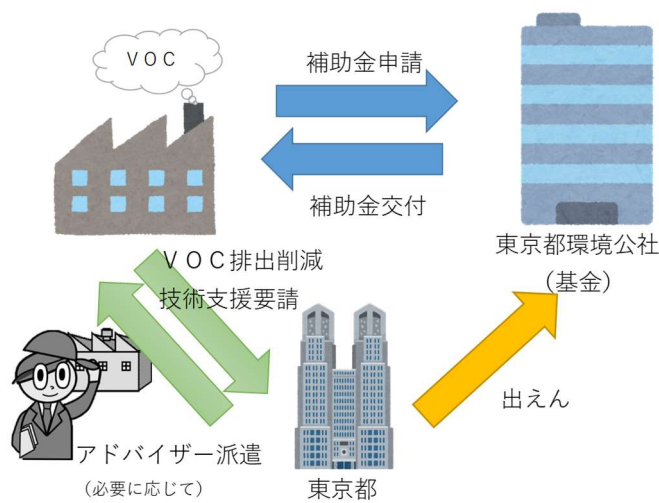 ＶＯＣ
補助金申請
補助金交付
東京都環境公社
（基金）
ＶＯＣ排出削減
技術支援要請
出えん
アドバイザー派遣
（必要に応じて）
東京都